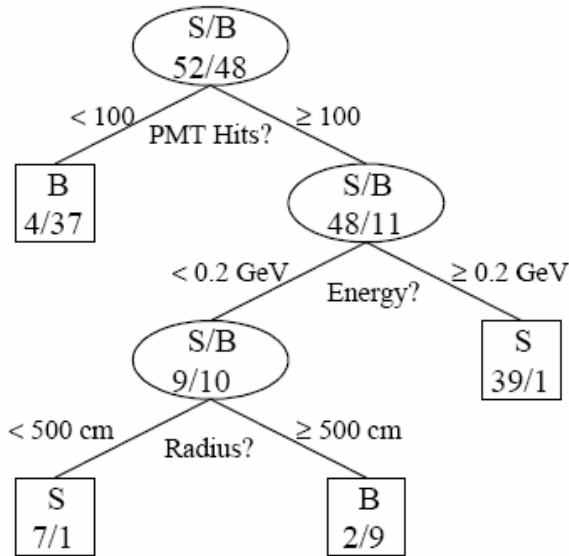 S/B
52/48
< 100
PMT Hits?
≥ 100
B
4/37
S/B
48/11
< 0.2 GeV
Energy?
≥ 0.2 GeV
S/B
9/10
S
39/1
< 500 cm
Radius?
≥ 500 cm
S
7/1
B
2/9